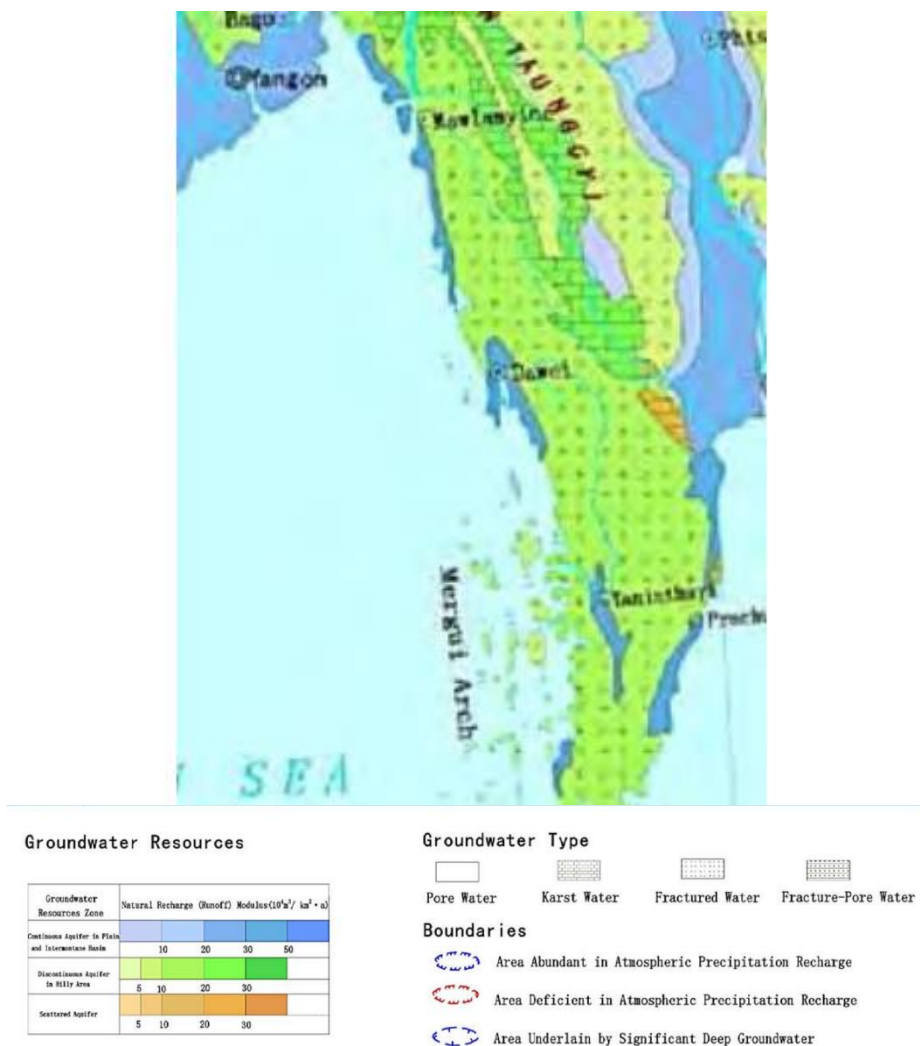 Bago
Phis
Yangon
Mawlamyine
TAUNGGYI
Dawei
Mergui Arch
Tanintharyi
Prachu
SEA
Groundwater Resources
Groundwater
Resources Zone
Natural Recharge (Runoff) Modulus(10⁴m³/ km² • a)
Continuous Aquifer in Plain
and Intermontane Basin
10 20 30 50
Discontinuous Aquifer
in Hilly Area
5 10 20 30
Scattered Aquifer
5 10 20 30
Groundwater Type
Pore Water Karst Water Fractured Water Fracture-Pore Water
Boundaries
Area Abundant in Atmospheric Precipitation Recharge
Area Deficient in Atmospheric Precipitation Recharge
Area Underlain by Significant Deep Groundwater